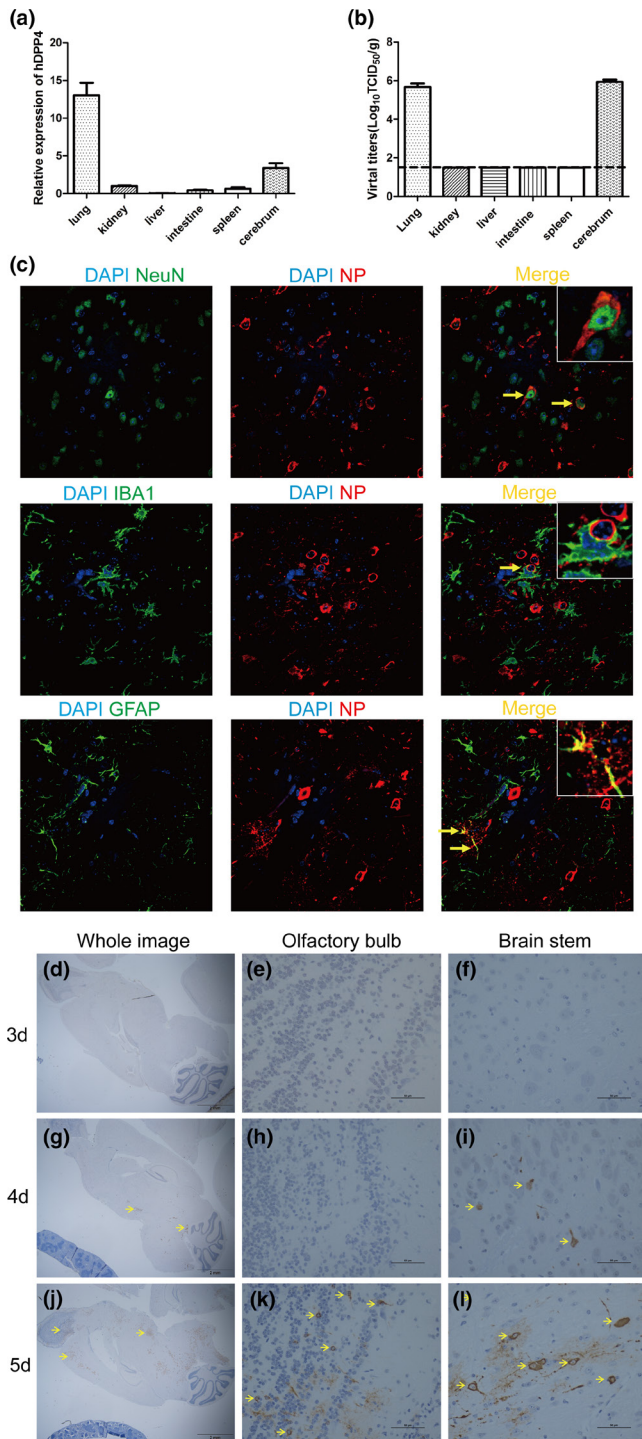 (a)
Relative expression of hDPP4
20
15
10
5
0
lung
kidney
liver
intestine
spleen
cerebrum
(b)
Virtal titers(Log10TCID50/g)
8
6
4
2
0
Lung
kidney
liver
intestine
spleen
cerebrum
(c)
DAPI NeuN
DAPI NP
Merge
DAPI IBA1
DAPI NP
Merge
DAPI GFAP
DAPI NP
Merge
Whole image
Olfactory bulb
Brain stem
3d
(d)
(e)
(f)
4d
(g)
(h)
(i)
5d
(j)
(k)
(l)